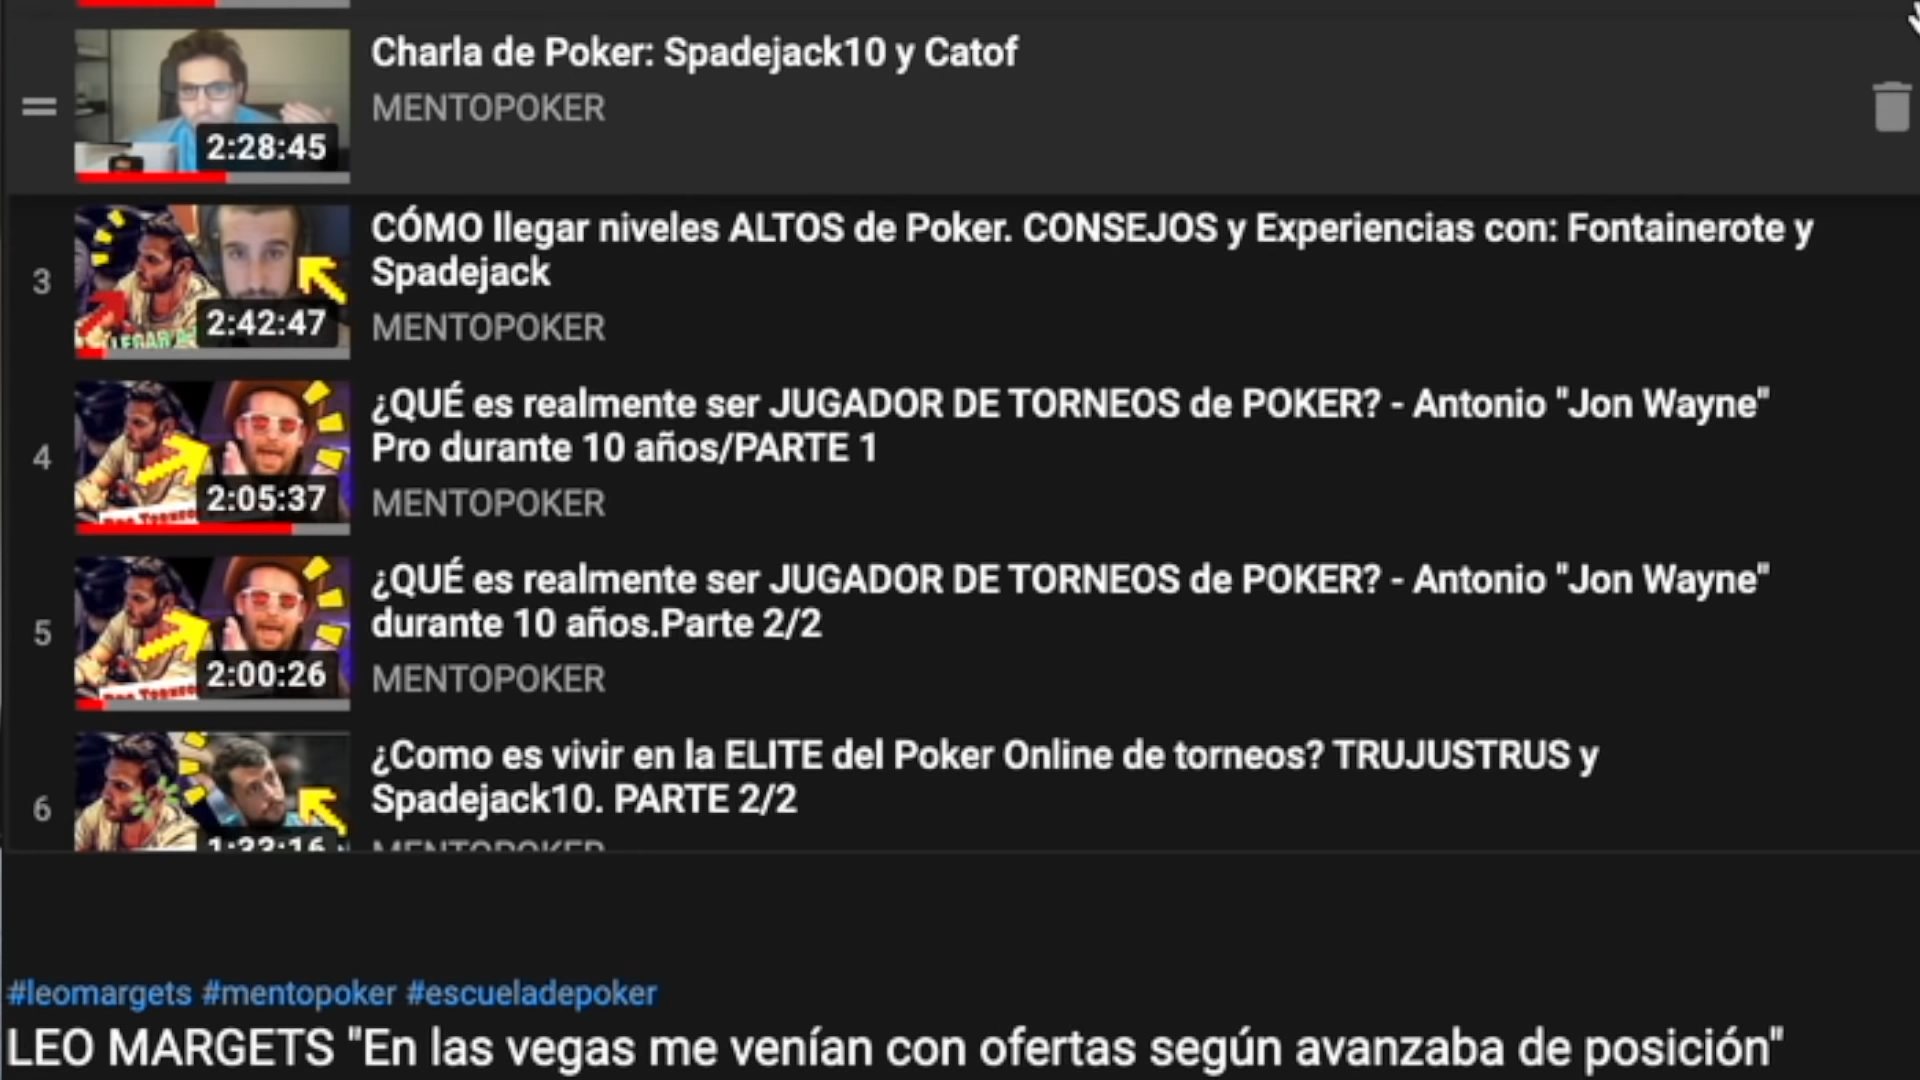 Charla de Poker: Spadejack10 y Catof
MENTOPOKER
2:28:45
3
CÓMO llegar niveles ALTOS de Poker. CONSEJOS y Experiencias con: Fontainerote y
Spadejack
MENTOPOKER
2:42:47
4
¿QUÉ es realmente ser JUGADOR DE TORNEOS de POKER? - Antonio "Jon Wayne"
Pro durante 10 años/PARTE 1
MENTOPOKER
2:05:37
5
¿QUÉ es realmente ser JUGADOR DE TORNEOS de POKER? - Antonio "Jon Wayne"
durante 10 años.Parte 2/2
MENTOPOKER
2:00:26
6
¿Como es vivir en la ELITE del Poker Online de torneos? TRUJUSTRUS y
Spadejack10. PARTE 2/2
MENTOPOKER
#leomargets #mentopoker #escueladepoker
LEO MARGETS "En las vegas me venían con ofertas según avanzaba de posición"